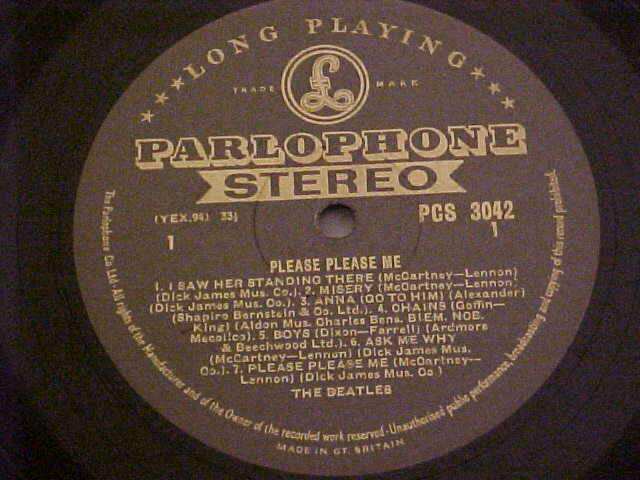 ★★★LONG PLAYING★★★
£
TRADE MARK
PARLOPHONE
STEREO
(YEX.94) 33⅓
PCS 3042
1
1
PLEASE PLEASE ME
1. I SAW HER STANDING THERE (McCartney—Lennon)
(Dick James Mus. Co.). 2. MISERY (McCartney—Lennon)
(Dick James Mus. Co.). 3. ANNA (GO TO HIM) (Alexander)
(Shapiro Bernstein & Co. Ltd.). 4. CHAINS (Goffin—
King) (Aldon Mus. Charles Bens. BIEM. NCB.
Mecolico). 5. BOYS (Dixon—Farrell) (Ardmore
& Beechwood Ltd.) 6. ASK ME WHY
(McCartney—Lennon) (Dick James Mus.
Co.). 7. PLEASE PLEASE ME (McCartney—
Lennon) (Dick James Mus. Co)
THE BEATLES
The Parlophone Co Ltd. All rights of the Manufacturer and of the Owner of the recorded work reserved·Unauthorised public performance, broadcasting and copying of this record prohibited.
MADE IN GT. BRITAIN